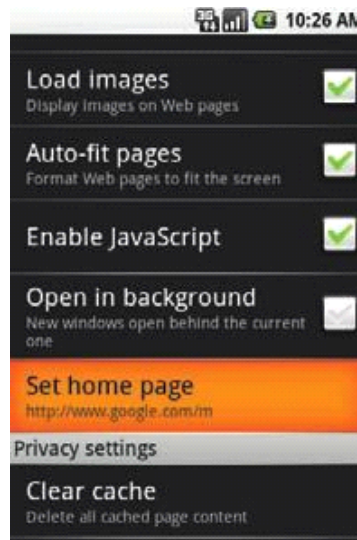 10:26 AM
Load images
Display images on Web pages
Auto-fit pages
Format Web pages to fit the screen
Enable JavaScript
Open in background
New windows open behind the current
one
Set home page
http://www.google.com/m
Privacy settings
Clear cache
Delete all cached page content